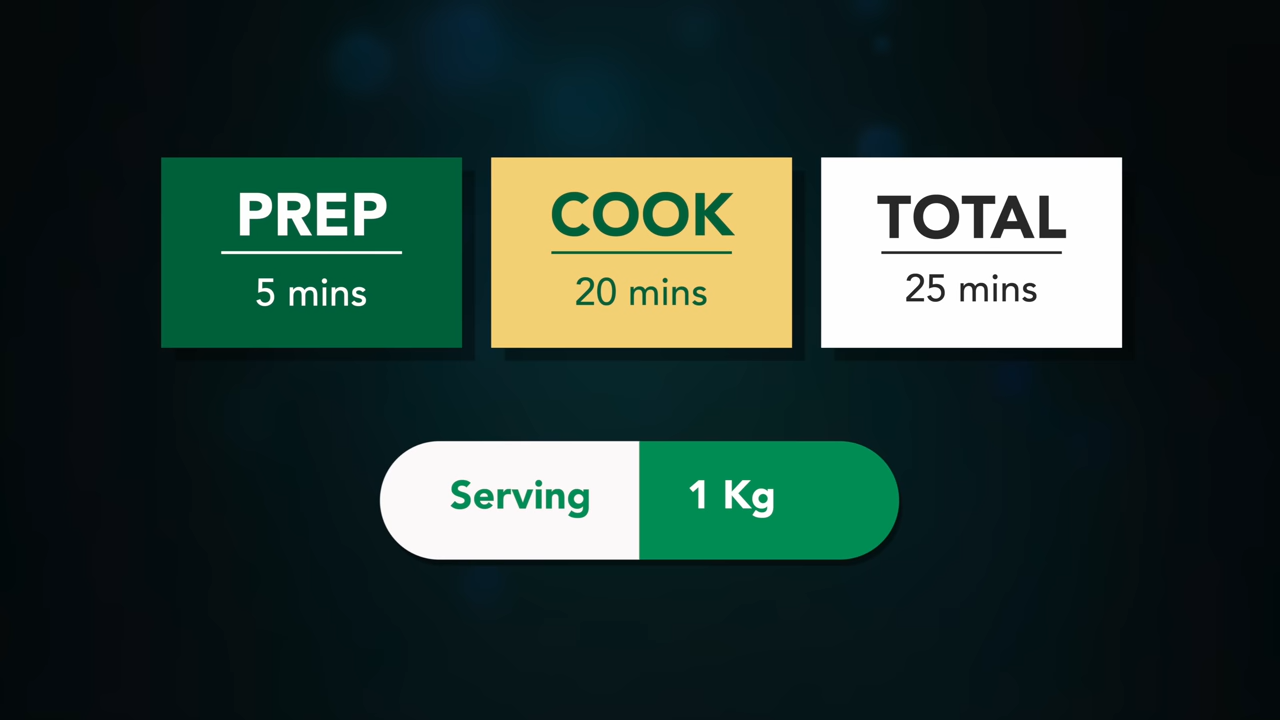 PREP
5 mins
COOK
20 mins
TOTAL
25 mins
Serving
1 Kg